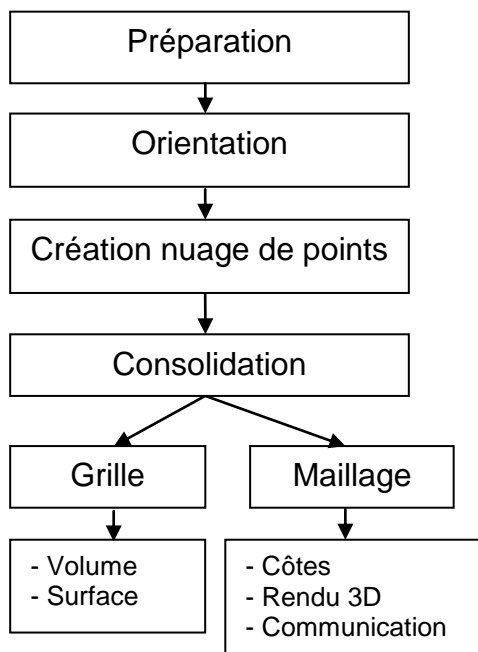 Préparation
Orientation
Création nuage de points
Consolidation
Grille
Maillage
- Volume
- Surface
- Côtes
- Rendu 3D
- Communication